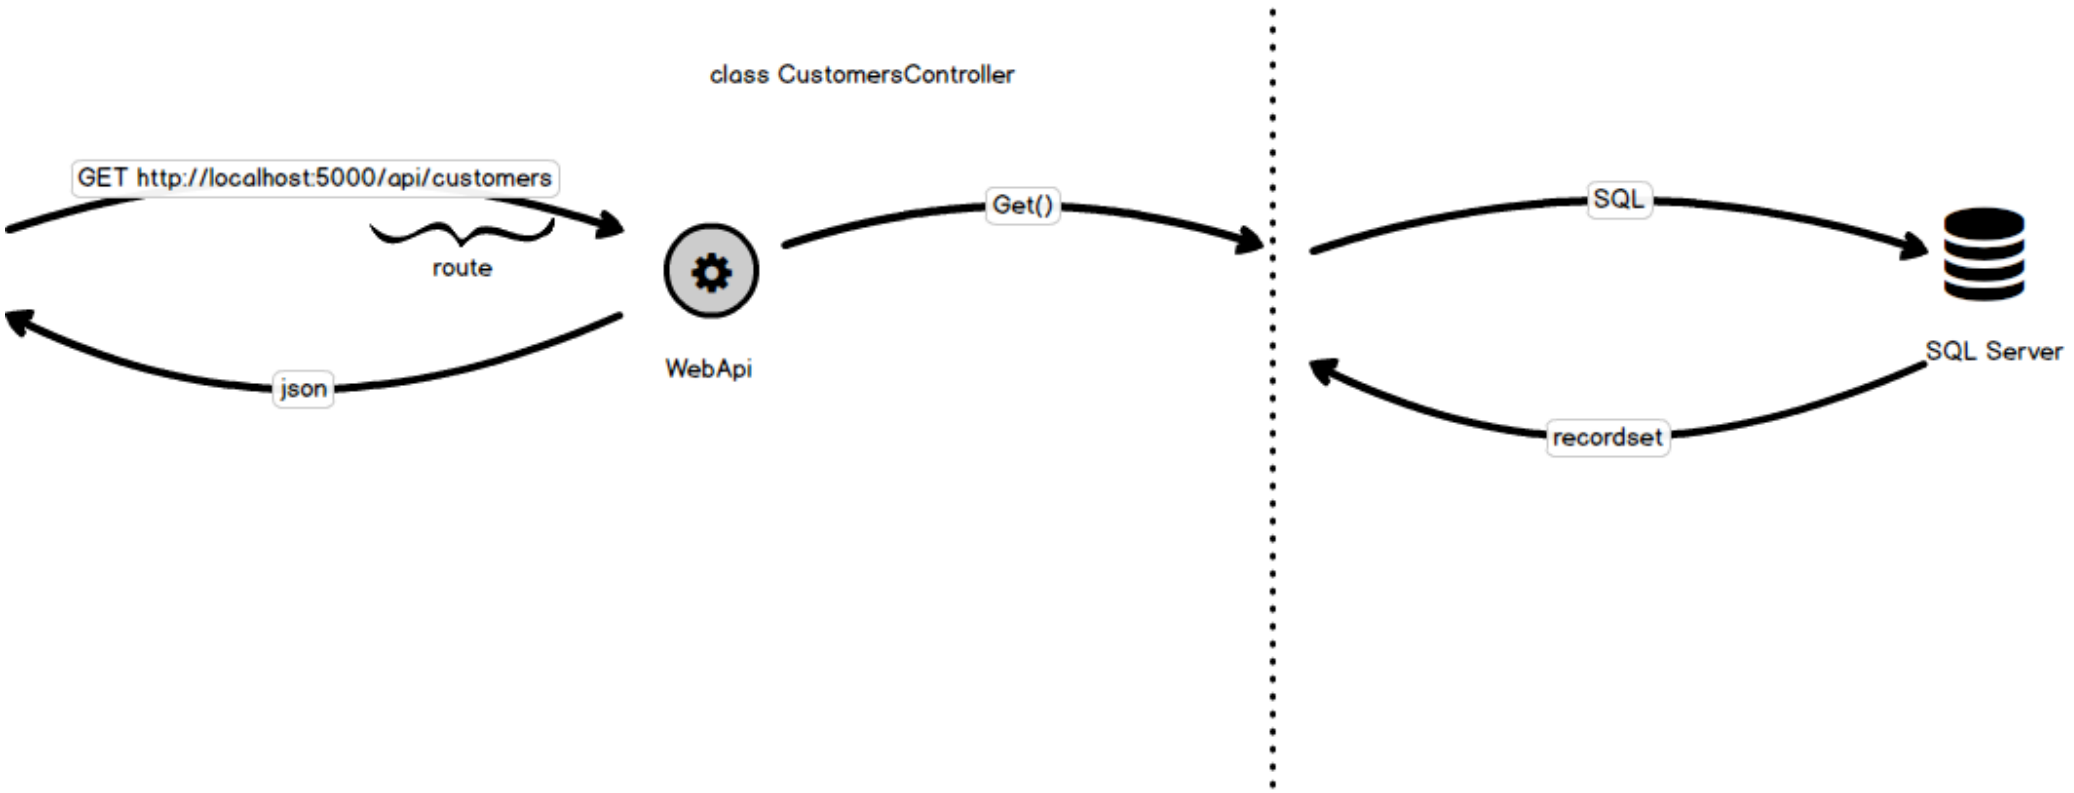 class CustomersController
GET http://localhost:5000/api/customers
route
json
WebApi
Get()
SQL
SQL Server
recordset